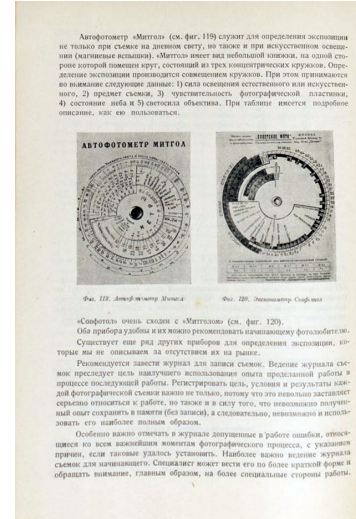 Автофотометр «Митгол» (см. фиг. 119) служит для определения экспозиции
не только при съемке на дневном свету, но также и при искусственном освеще-
нии (магниевые вспышки). «Митгол» имеет вид небольшой книжки, на одной сто-
роне которой помещен круг, состоящий из трех концентрических кружков. Опре-
деление экспозиции производится совмещением кружков. При этом принимаются
во внимание следующие данные: 1) сила освещения естественного или искусствен-
ного, 2) предмет съемки, 3) чувствительность фотографической пластинки,
4) состояние неба и 5) светосила объектива. При таблице имеется подробное
описание, как ею пользоваться.
АВТОФОТОМЕТР МИТГОЛ
„СОВЕТСКОЕ ФОТО“
Фиг. 119. Автофотометр Митгол
Фиг. 120. Экспонометр Совфотол
«Совфотол» очень сходен с «Митголом» (см. фиг. 120).
Оба прибора удобны и их можно рекомендовать начинающему фотолюбителю.
Существует еще ряд других приборов для определения экспозиции, ко-
торые мы не описываем за отсутствием их на рынке.
Рекомендуется завести журнал для записи съемок. Ведение журнала съе-
мок преследует цель наилучшего использования опыта проделанной работы в
процессе последующей работы. Регистрировать цель, условия и результаты каж-
дой фотографической съемки важно не только, потому что это невольно заставляет
серьезно относиться к работе, но также и в силу того, что невозможно получен-
ный опыт сохранить в памяти (без записи), а следовательно, невозможно и исполь-
зовать его наиболее полным образом.
Особенно важно отмечать в журнале допущенные в работе ошибки, относя-
щиеся ко всем важнейшим моментам фотографического процесса, с указанием
причин, если таковые удалось установить. Наиболее важно ведение журнала
съемок для начинающего. Специалист может вести его по более краткой форме и
обращать внимание, главным образом, на более специальные стороны работы.